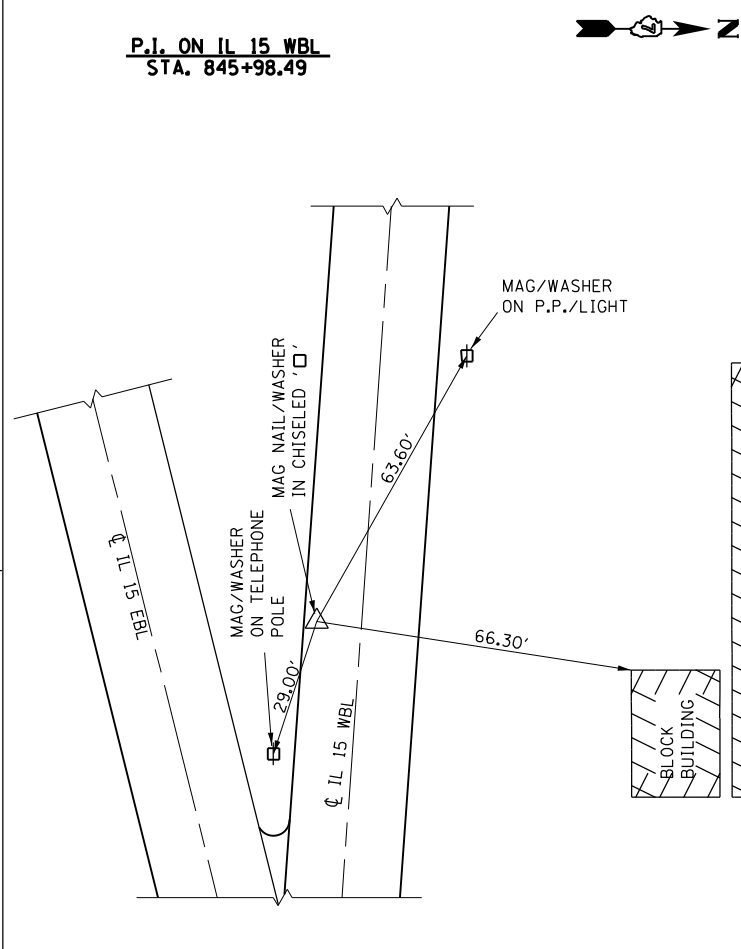 P.I. ON IL 15 WBL
STA. 845+98.49
N
MAG/WASHER
ON P.P./LIGHT
MAG NAIL/WASHER
IN CHISELED '□'
63.60'
MAG/WASHER
ON TELEPHONE
POLE
℄ IL 15 EBL
66.30'
29.00'
℄ IL 15 WBL
BLOCK
BUILDING